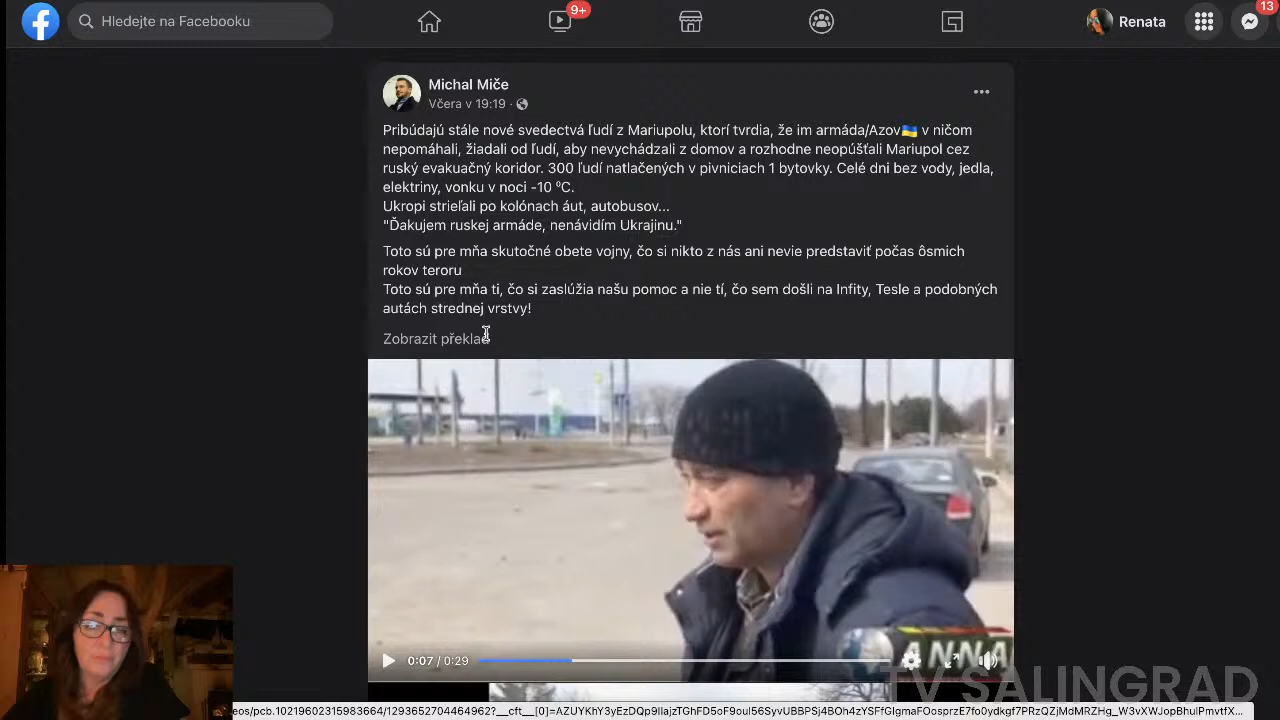 Hledejte na Facebooku
9+
Renata
13
Michal Miče
Včera v 19:19 ·
Pribúdajú stále nové svedectvá ľudí z Mariupolu, ktorí tvrdia, že im armáda/Azov🇺🇦 v ničom
nepomáhali, žiadali od ľudí, aby nevychádzali z domov a rozhodne neopúšťali Mariupol cez
ruský evakuačný koridor. 300 ľudí natlačených v pivniciach 1 bytovky. Celé dni bez vody, jedla,
elektriny, vonku v noci -10 °C.
Ukropi strieľali po kolónach áut, autobusov...
"Ďakujem ruskej armáde, nenávidím Ukrajinu."
Toto sú pre mňa skutočné obete vojny, čo si nikto z nás ani nevie predstaviť počas ôsmich
rokov teroru
Toto sú pre mňa ti, čo si zaslúžia našu pomoc a nie tí, čo sem došli na Infity, Tesle a podobných
autách strednej vrstvy!
Zobrazit překlad
0:07 / 0:29
ANNA
TV SALINGRAD